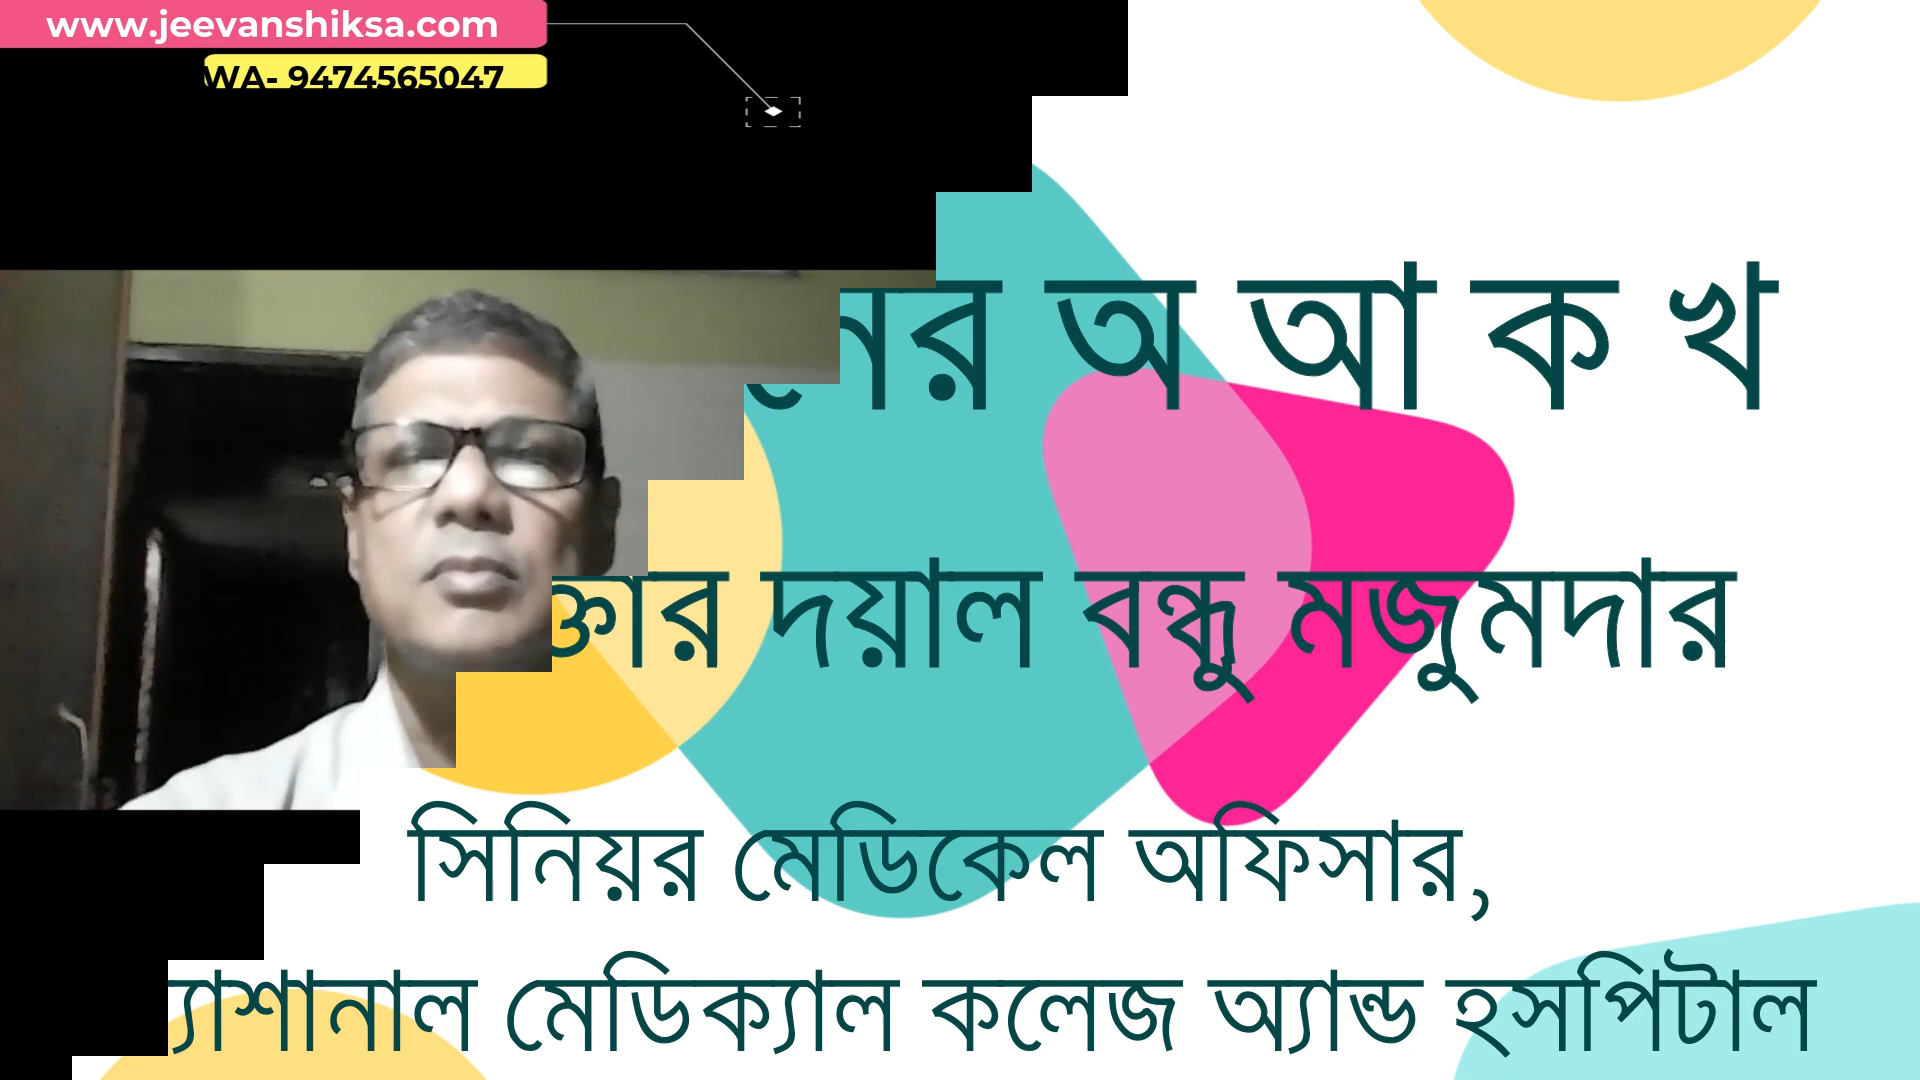 www.jeevanshiksa.com
WA- 9474565047
নের অ আ ক খ
ক্তার দয়াল বন্ধু মজুমদার
সিনিয়র মেডিকেল অফিসার,
্যাশানাল মেডিক্যাল কলেজ অ্যান্ড হসপিটাল